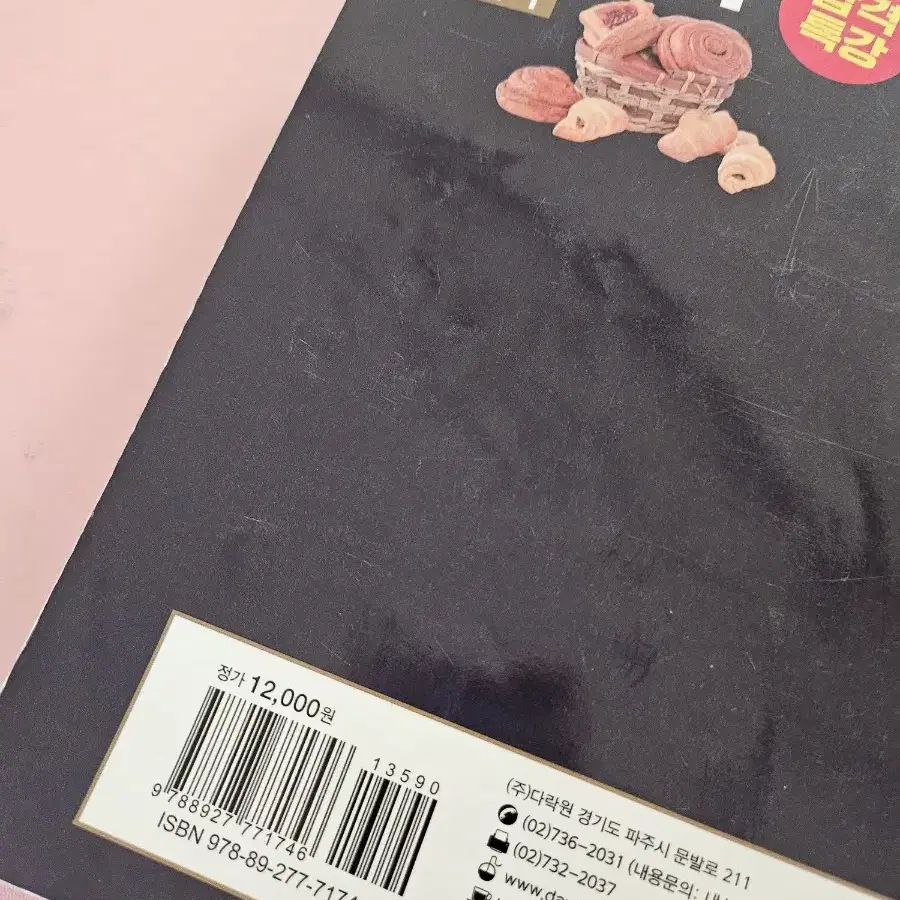 특강
정가 12,000원
13590
9 788927 771746
ISBN 978-89-277-7174
(주)다락원 경기도 파주시 문발로 211
(02)736-2031 (내용문의:
(02)732-2037
www.da